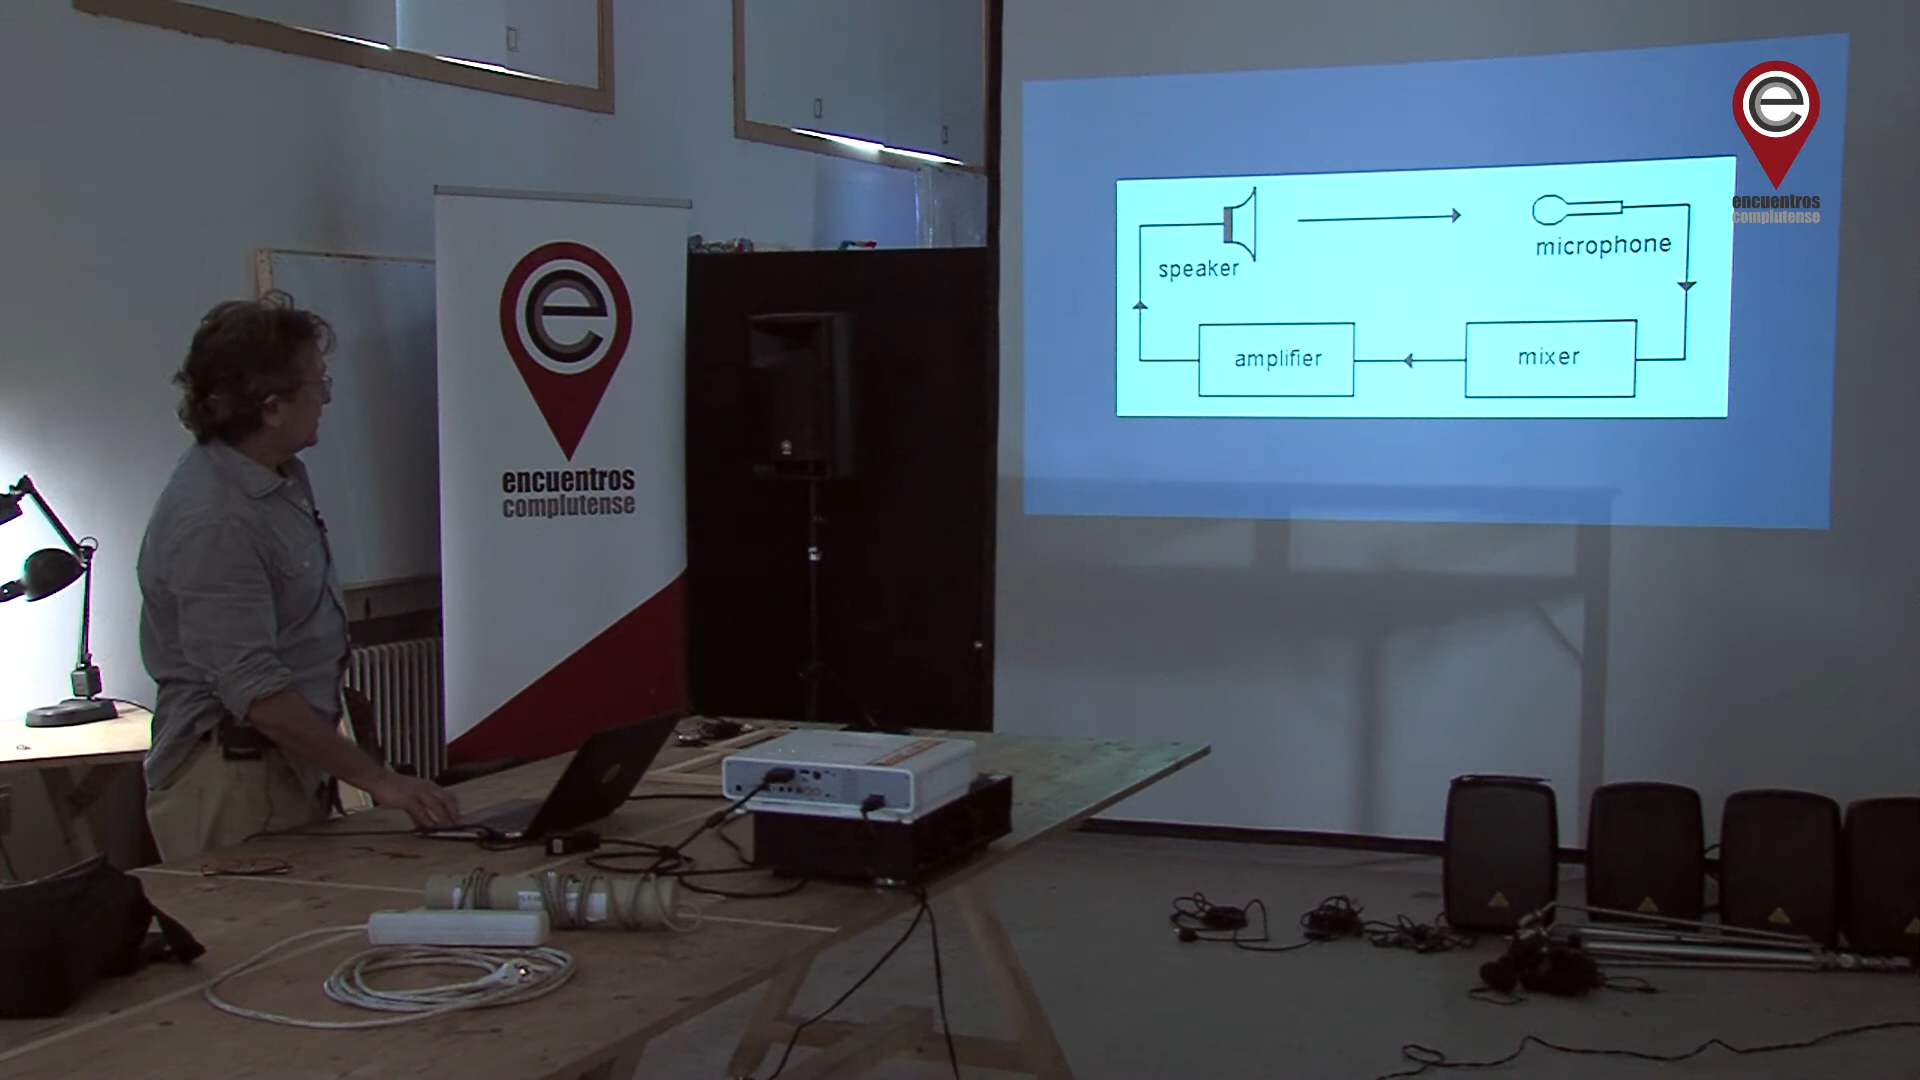 encuentros
complutense
speaker
microphone
amplifier
mixer
encuentros
complutense